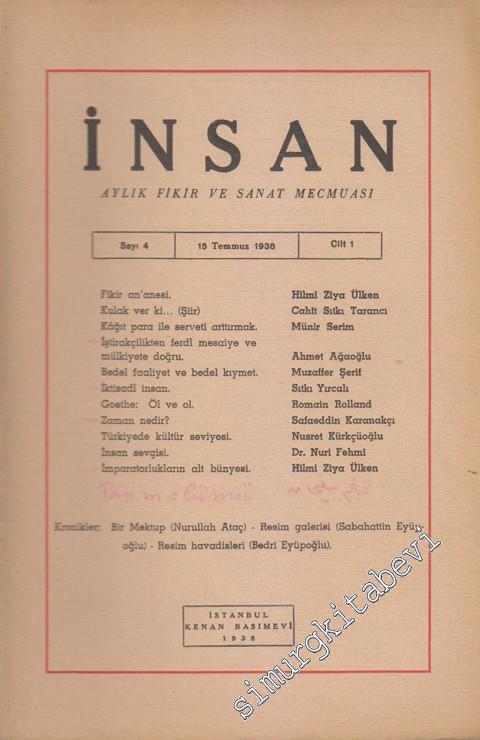 İNSAN
AYLIK FİKİR VE SANAT MECMUASI
Sayı 4 15 Temmuz 1938 Cilt 1
Fikir an'anesi. Hilmi Ziya Ülken
Kulak ver ki... (Şiir) Cahit Sıtkı Tarancı
Kâğıt para ile serveti arttırmak. Münir Serim
İştirakçilikten ferdî mesaiye ve
mülkiyete doğru. Ahmet Ağaoğlu
Bedel faaliyet ve bedel kıymet. Muzaffer Şerif
İktisadî insan. Sıtkı Yırcalı
Goethe: Öl ve ol. Romain Rolland
Zaman nedir? Safaeddin Karanakçı
Türkiyede kültür seviyesi. Nusret Kürkçüoğlu
İnsan sevgisi. Dr. Nuri Fehmi
İmparatorlukların alt bünyesi. Hilmi Ziya Ülken
Pan ın ölümü
Kronikler: Bir Mektup (Nurullah Ataç) - Resim galerisi (Sabahattin Eyüp
oğlu) - Resim havadisleri (Bedri Eyüpoğlu).
İSTANBUL
KENAN BASIMEVİ
1938
simurgkitabevi